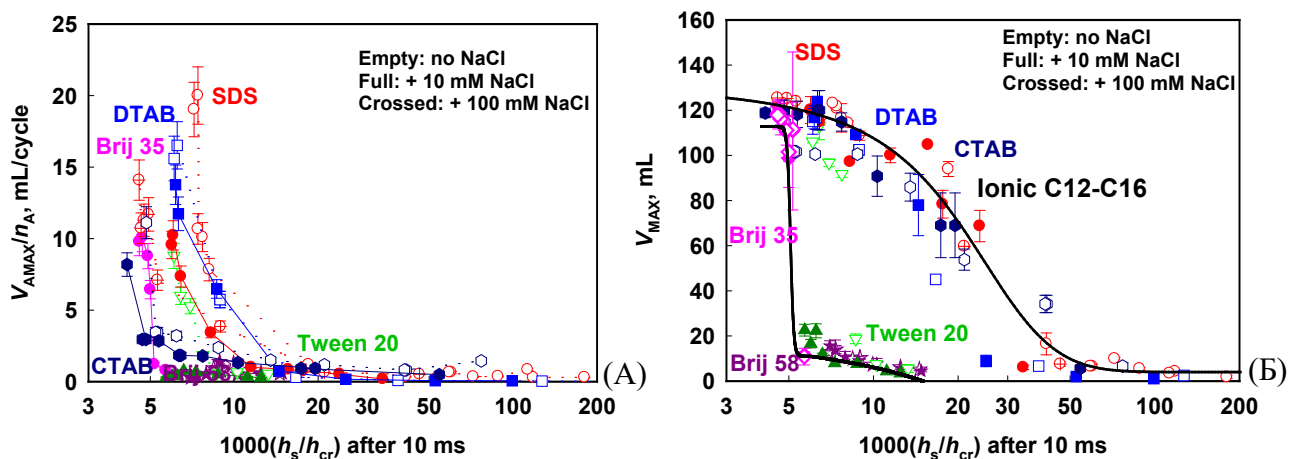 25
20
15
10
5
0
V_AMAX/n_A, mL/cycle
Empty: no NaCl
Full: + 10 mM NaCl
Crossed: + 100 mM NaCl
SDS
DTAB
Brij 35
Tween 20
CTAB
3 5 10 20 30 50 100 200
1000(h_s/h_cr) after 10 ms
(А)
160
140
120
100
80
60
40
20
0
V_MAX, mL
Empty: no NaCl
Full: + 10 mM NaCl
Crossed: + 100 mM NaCl
SDS
DTAB
CTAB
Ionic C12-C16
Brij 35
Tween 20
Brij 58
3 5 10 20 30 50 100 200
1000(h_s/h_cr) after 10 ms
(Б)